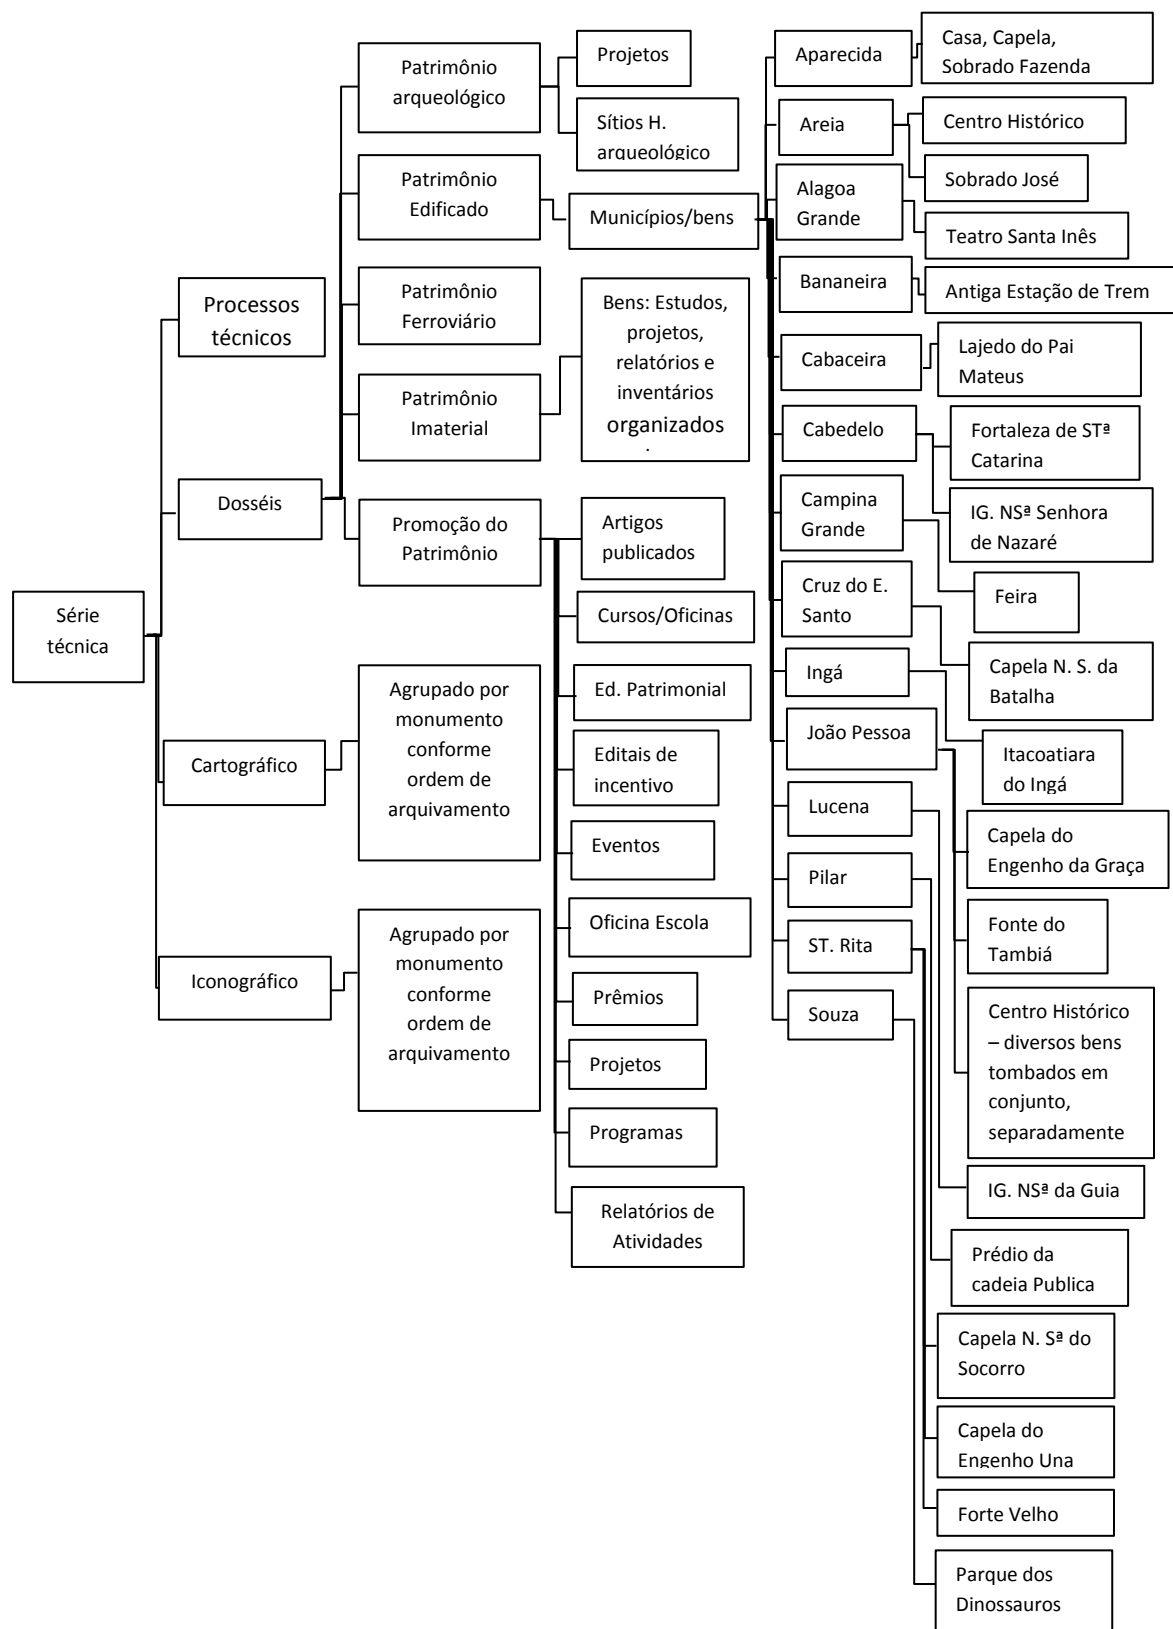 Série
técnica
Processos
técnicos
Dosséis
Cartográfico
Iconográfico
Patrimônio
arqueológico
Patrimônio
Edificado
Patrimônio
Ferroviário
Patrimônio
Imaterial
Promoção do
Patrimônio
Agrupado por
monumento
conforme
ordem de
arquivamento
Agrupado por
monumento
conforme
ordem de
arquivamento
Projetos
Sítios H.
arqueológico
Municípios/bens
Bens: Estudos,
projetos,
relatórios e
inventários
organizados
Artigos
publicados
Cursos/Oficinas
Ed. Patrimonial
Editais de
incentivo
Eventos
Oficina Escola
Prêmios
Projetos
Programas
Relatórios de
Atividades
Aparecida
Areia
Alagoa
Grande
Bananeira
Cabaceira
Cabedelo
Campina
Grande
Cruz do E.
Santo
Ingá
João Pessoa
Lucena
Pilar
ST. Rita
Souza
Casa, Capela,
Sobrado Fazenda
Centro Histórico
Sobrado José
Teatro Santa Inês
Antiga Estação de Trem
Lajedo do Pai
Mateus
Fortaleza de STª
Catarina
IG. NSª Senhora
de Nazaré
Feira
Capela N. S. da
Batalha
Itacoatiara
do Ingá
Capela do
Engenho da Graça
Fonte do
Tambiá
Centro Histórico
– diversos bens
tombados em
conjunto,
separadamente
IG. NSª da Guia
Prédio da
cadeia Publica
Capela N. Sª do
Socorro
Capela do
Engenho Una
Forte Velho
Parque dos
Dinossauros